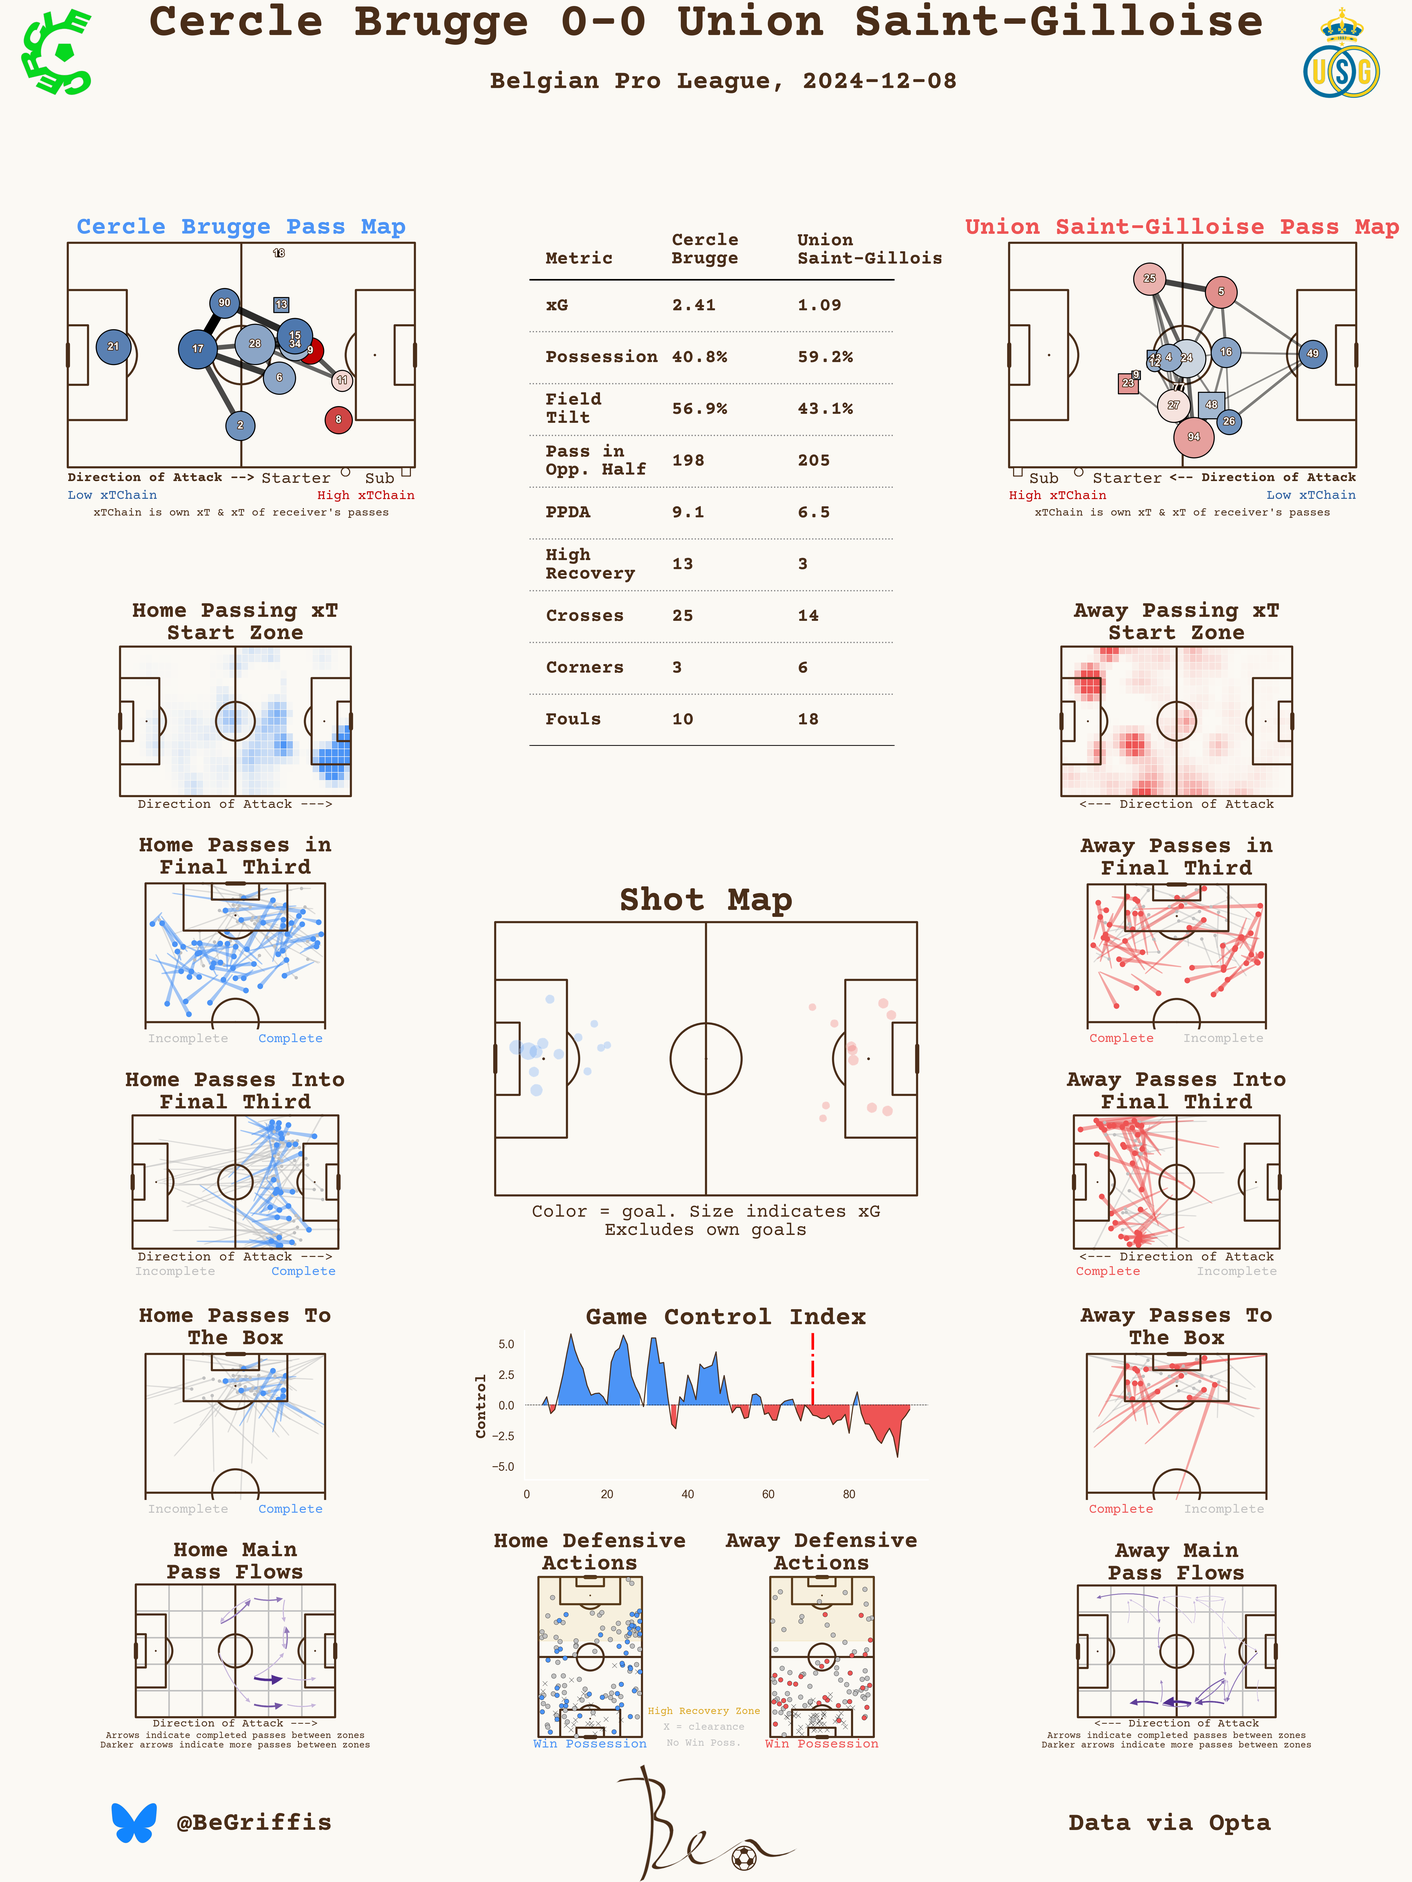 Cercle Brugge 0-0 Union Saint-Gilloise
Belgian Pro League, 2024-12-08
CERCLE
1897
USG
Cercle Brugge Pass Map
18
90
13
15
21
17
28
34
9
6
11
2
8
Direction of Attack --> Starter Sub
Low xTChain High xTChain
xTChain is own xT & xT of receiver's passes
Metric Cercle Brugge Union Saint-Gillois
xG 2.41 1.09
Possession 40.8% 59.2%
Field Tilt 56.9% 43.1%
Pass in Opp. Half 198 205
PPDA 9.1 6.5
High Recovery 13 3
Crosses 25 14
Corners 3 6
Fouls 10 18
Union Saint-Gilloise Pass Map
25
5
12
4
24
16
49
9
23
27
48
26
94
Sub Starter <-- Direction of Attack
High xTChain Low xTChain
xTChain is own xT & xT of receiver's passes
Home Passing xT
Start Zone
Direction of Attack --->
Away Passing xT
Start Zone
<--- Direction of Attack
Home Passes in
Final Third
Incomplete Complete
Away Passes in
Final Third
Complete Incomplete
Shot Map
Color = goal. Size indicates xG
Excludes own goals
Home Passes Into
Final Third
Direction of Attack --->
Incomplete Complete
Away Passes Into
Final Third
<--- Direction of Attack
Complete Incomplete
Home Passes To
The Box
Incomplete Complete
Game Control Index
Control
5.0
2.5
0.0
−2.5
−5.0
0 20 40 60 80
Away Passes To
The Box
Complete Incomplete
Home Main
Pass Flows
Direction of Attack --->
Arrows indicate completed passes between zones
Darker arrows indicate more passes between zones
Home Defensive
Actions
Win Possession
Away Defensive
Actions
Win Possession
High Recovery Zone
X = clearance
No Win Poss.
Away Main
Pass Flows
<--- Direction of Attack
Arrows indicate completed passes between zones
Darker arrows indicate more passes between zones
@BeGriffis
Ben
Data via Opta